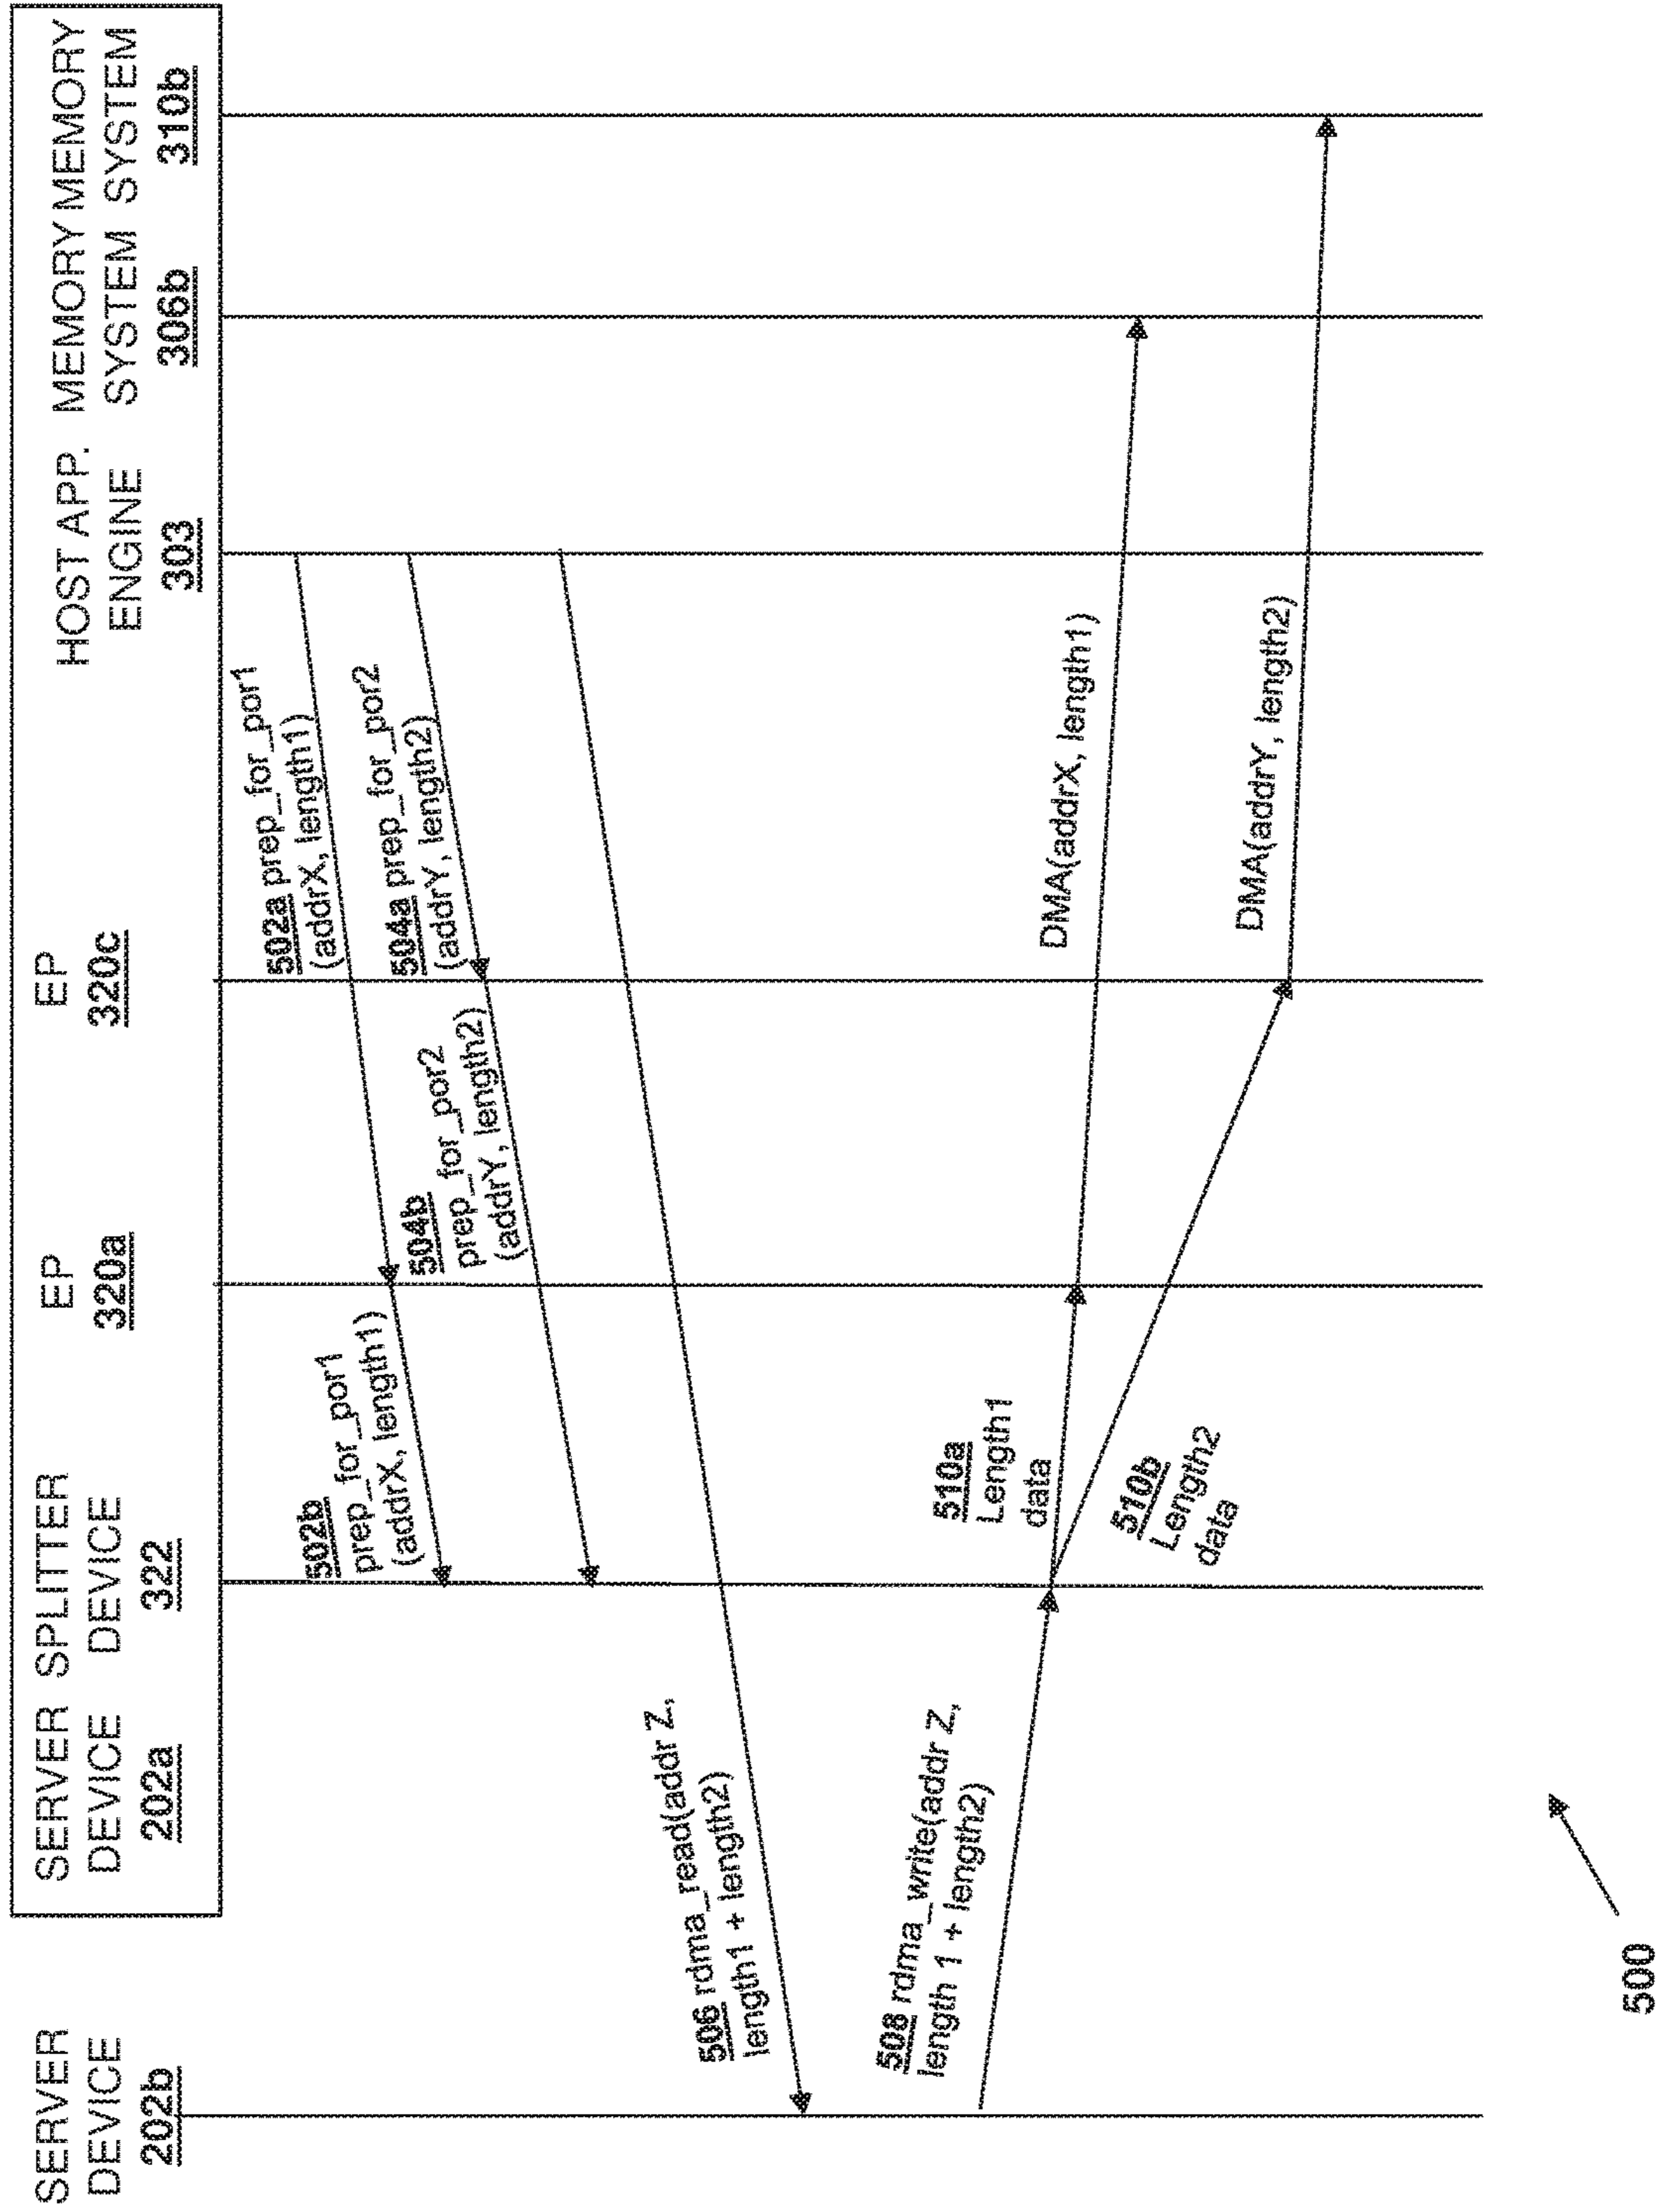 SERVER
DEVICE
202b
SERVER
DEVICE
202a
SPLITTER
DEVICE
322
EP
320a
EP
320c
HOST APP.
ENGINE
303
MEMORY
SYSTEM
306b
MEMORY
SYSTEM
310b
502a prep_for_por1
(addrX, length1)
502b
prep_for_por1
(addrX, length1)
504a prep_for_por2
(addrY, length2)
504b
prep_for_por2
(addrY, length2)
506 rdma_read(addr Z,
length1 + length2)
508 rdma_write(addr Z,
length 1 + length2)
510a
Length1
data
DMA(addrX, length1)
510b
Length2
data
DMA(addrY, length2)
500